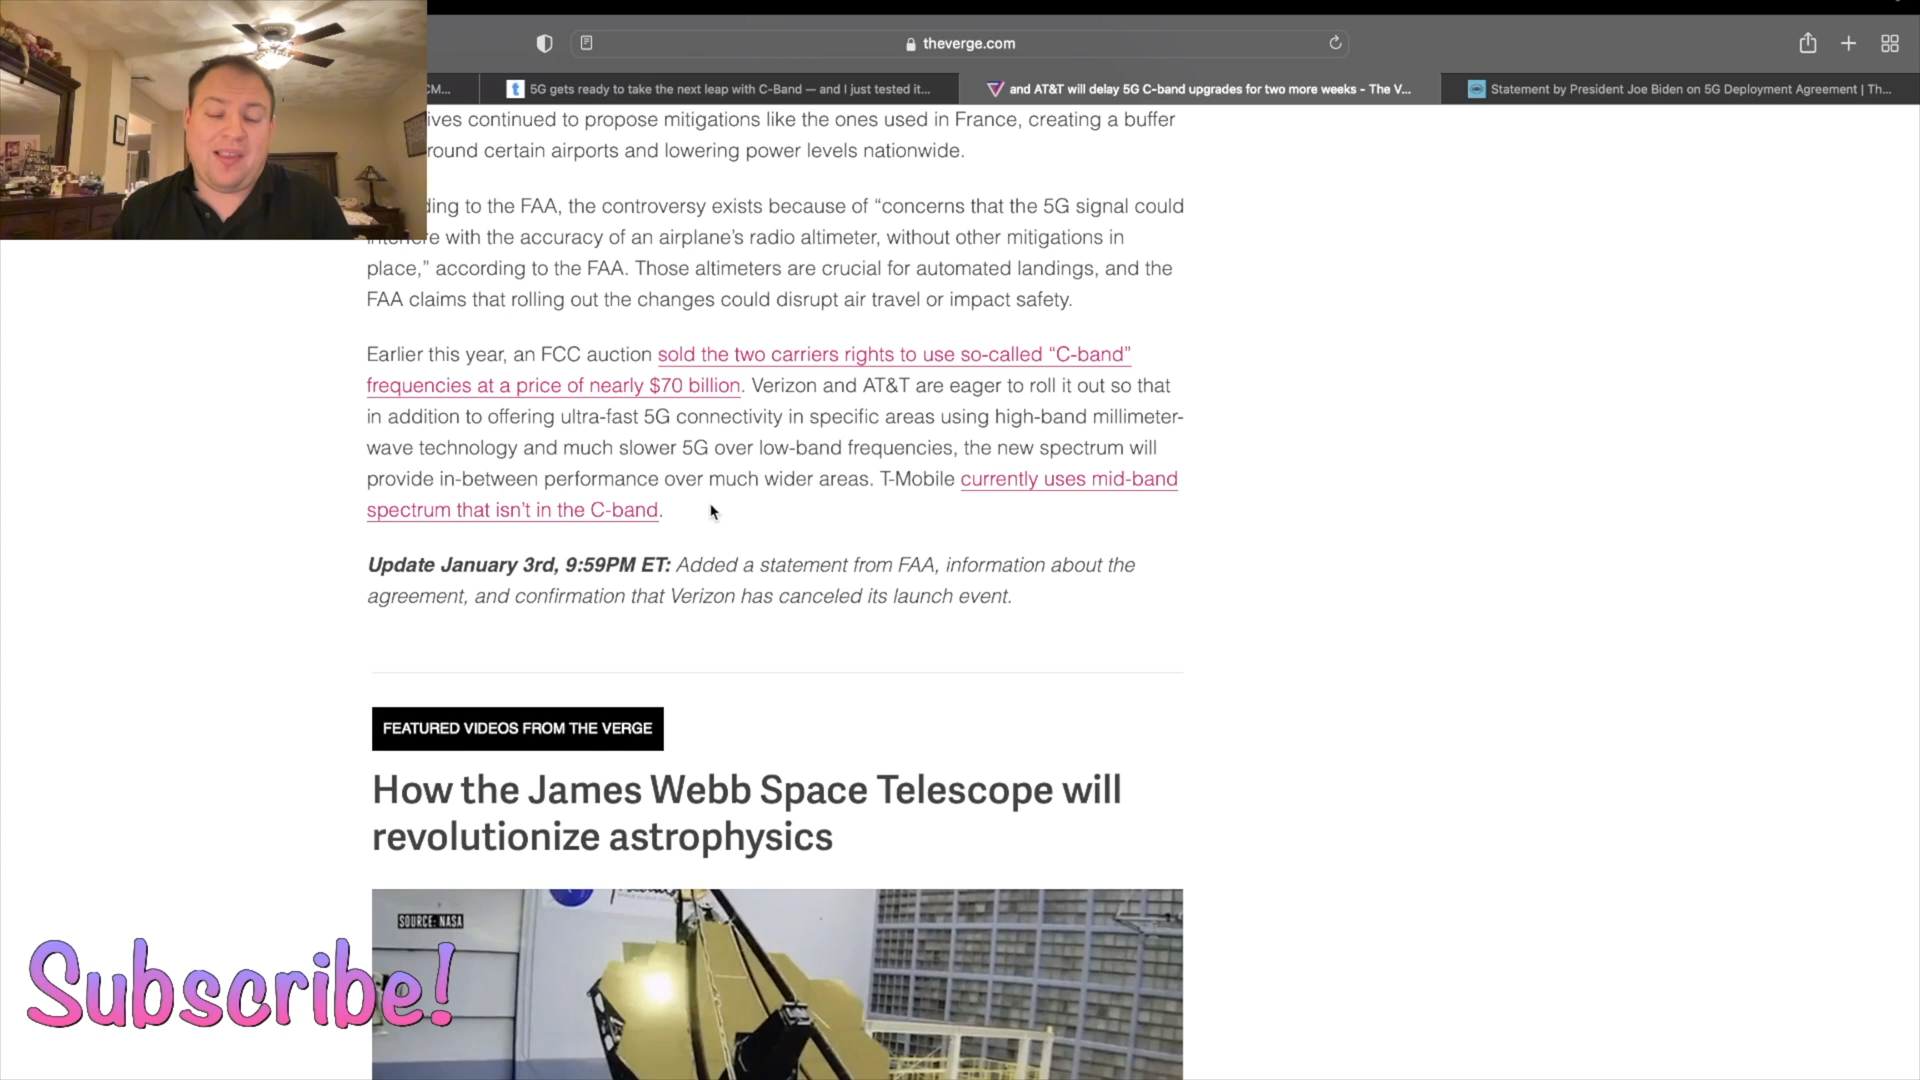 theverge.com
CM...
5G gets ready to take the next leap with C-Band — and I just tested it...
and AT&T will delay 5G C-band upgrades for two more weeks - The V...
Statement by President Joe Biden on 5G Deployment Agreement | Th...
ives continued to propose mitigations like the ones used in France, creating a buffer
round certain airports and lowering power levels nationwide.
ding to the FAA, the controversy exists because of “concerns that the 5G signal could
with the accuracy of an airplane’s radio altimeter, without other mitigations in
place,” according to the FAA. Those altimeters are crucial for automated landings, and the
FAA claims that rolling out the changes could disrupt air travel or impact safety.
Earlier this year, an FCC auction sold the two carriers rights to use so-called “C-band”
frequencies at a price of nearly $70 billion. Verizon and AT&T are eager to roll it out so that
in addition to offering ultra-fast 5G connectivity in specific areas using high-band millimeter-
wave technology and much slower 5G over low-band frequencies, the new spectrum will
provide in-between performance over much wider areas. T-Mobile currently uses mid-band
spectrum that isn’t in the C-band.
Update January 3rd, 9:59PM ET: Added a statement from FAA, information about the
agreement, and confirmation that Verizon has canceled its launch event.
FEATURED VIDEOS FROM THE VERGE
How the James Webb Space Telescope will
revolutionize astrophysics
SOURCE: NASA
Subscribe!